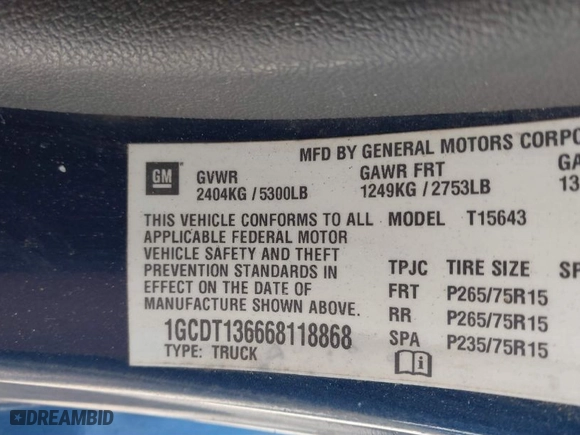 MFD BY GENERAL MOTORS CORPO
GM
GVWR
2404KG / 5300LB
GAWR FRT
1249KG / 2753LB
GA
13
THIS VEHICLE CONFORMS TO ALL
APPLICABLE FEDERAL MOTOR
VEHICLE SAFETY AND THEFT
PREVENTION STANDARDS IN
EFFECT ON THE DATE OF
MANUFACTURE SHOWN ABOVE.
1GCDT136668118868
TYPE: TRUCK
MODEL T15643
TPJC TIRE SIZE SP
FRT P265/75R15
RR P265/75R15
SPA P235/75R15
DREAMBID